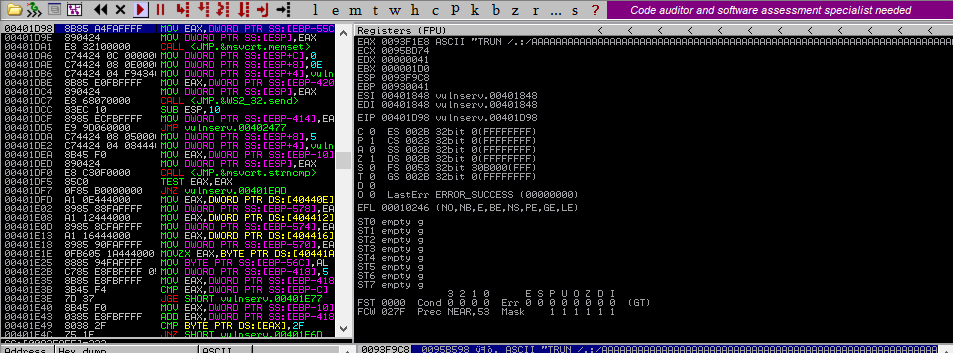 l e m t w h c P k b z r ... s ?
Code auditor and software assessment specialist needed
00401D98 8B85 A4FAFFFF MOV EAX,DWORD PTR SS:[EBP-55C
00401D9E 890424 MOV DWORD PTR SS:[ESP],EAX
00401DA1 E8 32100000 CALL <JMP.&msvcrt.memset>
00401DA6 C74424 0C 00000 MOV DWORD PTR SS:[ESP+C],0
MOV DWORD PTR SS:[ESP+8],0E
MOV DWORD PTR SS:[ESP+4],vuln
8B85 E0FBFFFF MOV EAX,DWORD PTR SS:[EBP-420
00401DC4 890424 MOV DWORD PTR SS:[ESP],EAX
00401DC7 E8 68070000 CALL <JMP.&WS2_32.send>
00401DCC 83EC 10 SUB ESP,10
00401DCF 8985 ECFBFFFF MOV DWORD PTR SS:[EBP-414],EA
00401DD5 E9 9D060000 JMP vulnserv.00402477
00401DDA C74424 08 05000 MOV DWORD PTR SS:[ESP+8],5
00401DE2 C74424 04 08444 MOV DWORD PTR SS:[ESP+4],vuln
00401DEA 8B45 F0 MOV EAX,DWORD PTR SS:[EBP-10]
00401DED 890424 MOV DWORD PTR SS:[ESP],EAX
00401DF0 E8 C30F0000 CALL <JMP.&msvcrt.strncmp>
00401DF5 85C0 TEST EAX,EAX
00401DF7 0F85 B0000000 JNZ vulnserv.00401EAD
00401DFD A1 0E444000 MOV EAX,DWORD PTR DS:[40440E]
00401E02 8985 88FAFFFF MOV DWORD PTR SS:[EBP-578],EA
00401E08 A1 12444000 MOV EAX,DWORD PTR DS:[404412]
00401E0D 8985 8CFAFFFF MOV DWORD PTR SS:[EBP-574],EA
00401E13 A1 16444000 MOV EAX,DWORD PTR DS:[404416]
00401E18 8985 90FAFFFF MOV DWORD PTR SS:[EBP-570],EA
00401E1E 0FB605 1A444000 MOVZX EAX,BYTE PTR DS:[40441A
00401E25 8885 94FAFFFF MOV BYTE PTR SS:[EBP-56C],AL
00401E2B C785 E8FBFFFF MOV DWORD PTR SS:[EBP-418],5
00401E35 8B85 E8FBFFFF MOV EAX,DWORD PTR SS:[EBP-418
00401E3B 3B45 F4 CMP EAX,DWORD PTR SS:[EBP-C]
00401E3E 7D 37 JGE SHORT vulnserv.00401E77
00401E40 8B45 F0 MOV EAX,DWORD PTR SS:[EBP-10]
00401E43 0385 E8FBFFFF ADD EAX,DWORD PTR SS:[EBP-418
00401E49 8038 2F CMP BYTE PTR DS:[EAX],2F
00401E4C 75 1F JNZ SHORT vulnserv.00401E6D
Address Hex dump ASCII
Registers (FPU) < < < < < < < < <
EAX 0093F1E8 ASCII "TRUN /.:/AAAAAAAAAAAAAAAAAAAAAAAAAAAAAAAAAAAAAAAAAAAAAAAAAA
ECX 0095ED74
EDX 00000041
EBX 000001D0
ESP 0093F9C8
EBP 00930041
ESI 00401848 vulnserv.00401848
EDI 00401848 vulnserv.00401848
EIP 00401D98 vulnserv.00401D98
C 0 ES 002B 32bit 0(FFFFFFFF)
P 1 CS 0023 32bit 0(FFFFFFFF)
A 0 SS 002B 32bit 0(FFFFFFFF)
Z 1 DS 002B 32bit 0(FFFFFFFF)
S 0 FS 0053 32bit 30B000(FFF)
T 0 GS 002B 32bit 0(FFFFFFFF)
D 0
O 0 LastErr ERROR_SUCCESS (00000000)
EFL 00010246 (NO,NB,E,BE,NS,PE,GE,LE)
ST0 empty g
ST1 empty g
ST2 empty g
ST3 empty g
ST4 empty g
ST5 empty g
ST6 empty g
ST7 empty g
3 2 1 0 E S P U O Z D I
FST 0000 Cond 0 0 0 0 Err 0 0 0 0 0 0 0 0 (GT)
FCW 027F Prec NEAR,53 Mask 1 1 1 1 1 1
0093F9C8 0095B598 ASCII "TRUN /.:/AAAAAAAAAAAAAAAAAAAAAAAAAAAAAAAAAAAAAA